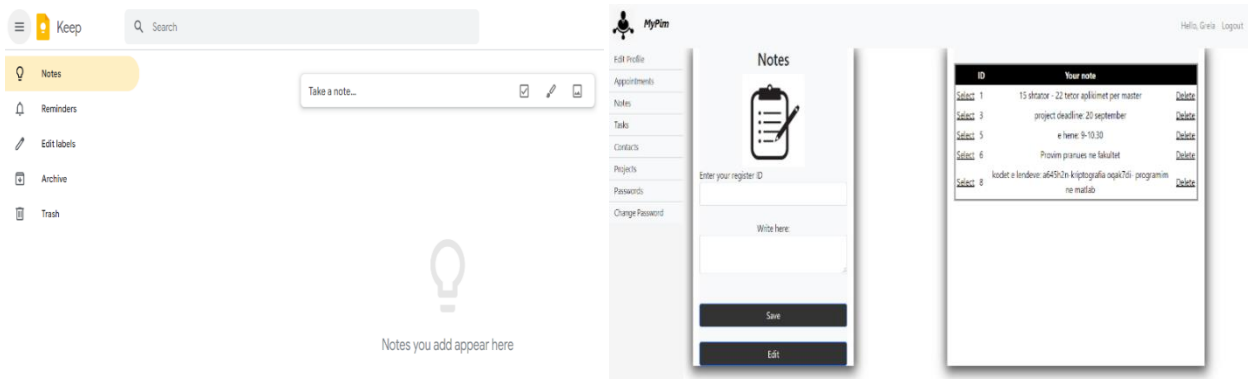 Keep
Search
Notes
Reminders
Edit labels
Archive
Trash
Take a note...
Notes you add appear here
MyPim
Hello, Grela Logout
Edit Profile
Appointments
Notes
Tasks
Contacts
Projects
Passwords
Change Password
Notes
Enter your register ID
Write here:
Save
Edit
ID Your note
Select 1 15 shtator - 22 tetor aplikimet per master Delete
Select 3 project deadline: 20 september Delete
Select 5 e hene: 9-10:30 Delete
Select 6 Provim pranues ne fakultet Delete
Select 8 kodet e lendeve: a645h2n- kriptografia oqak7di- programim Delete
ne matlab